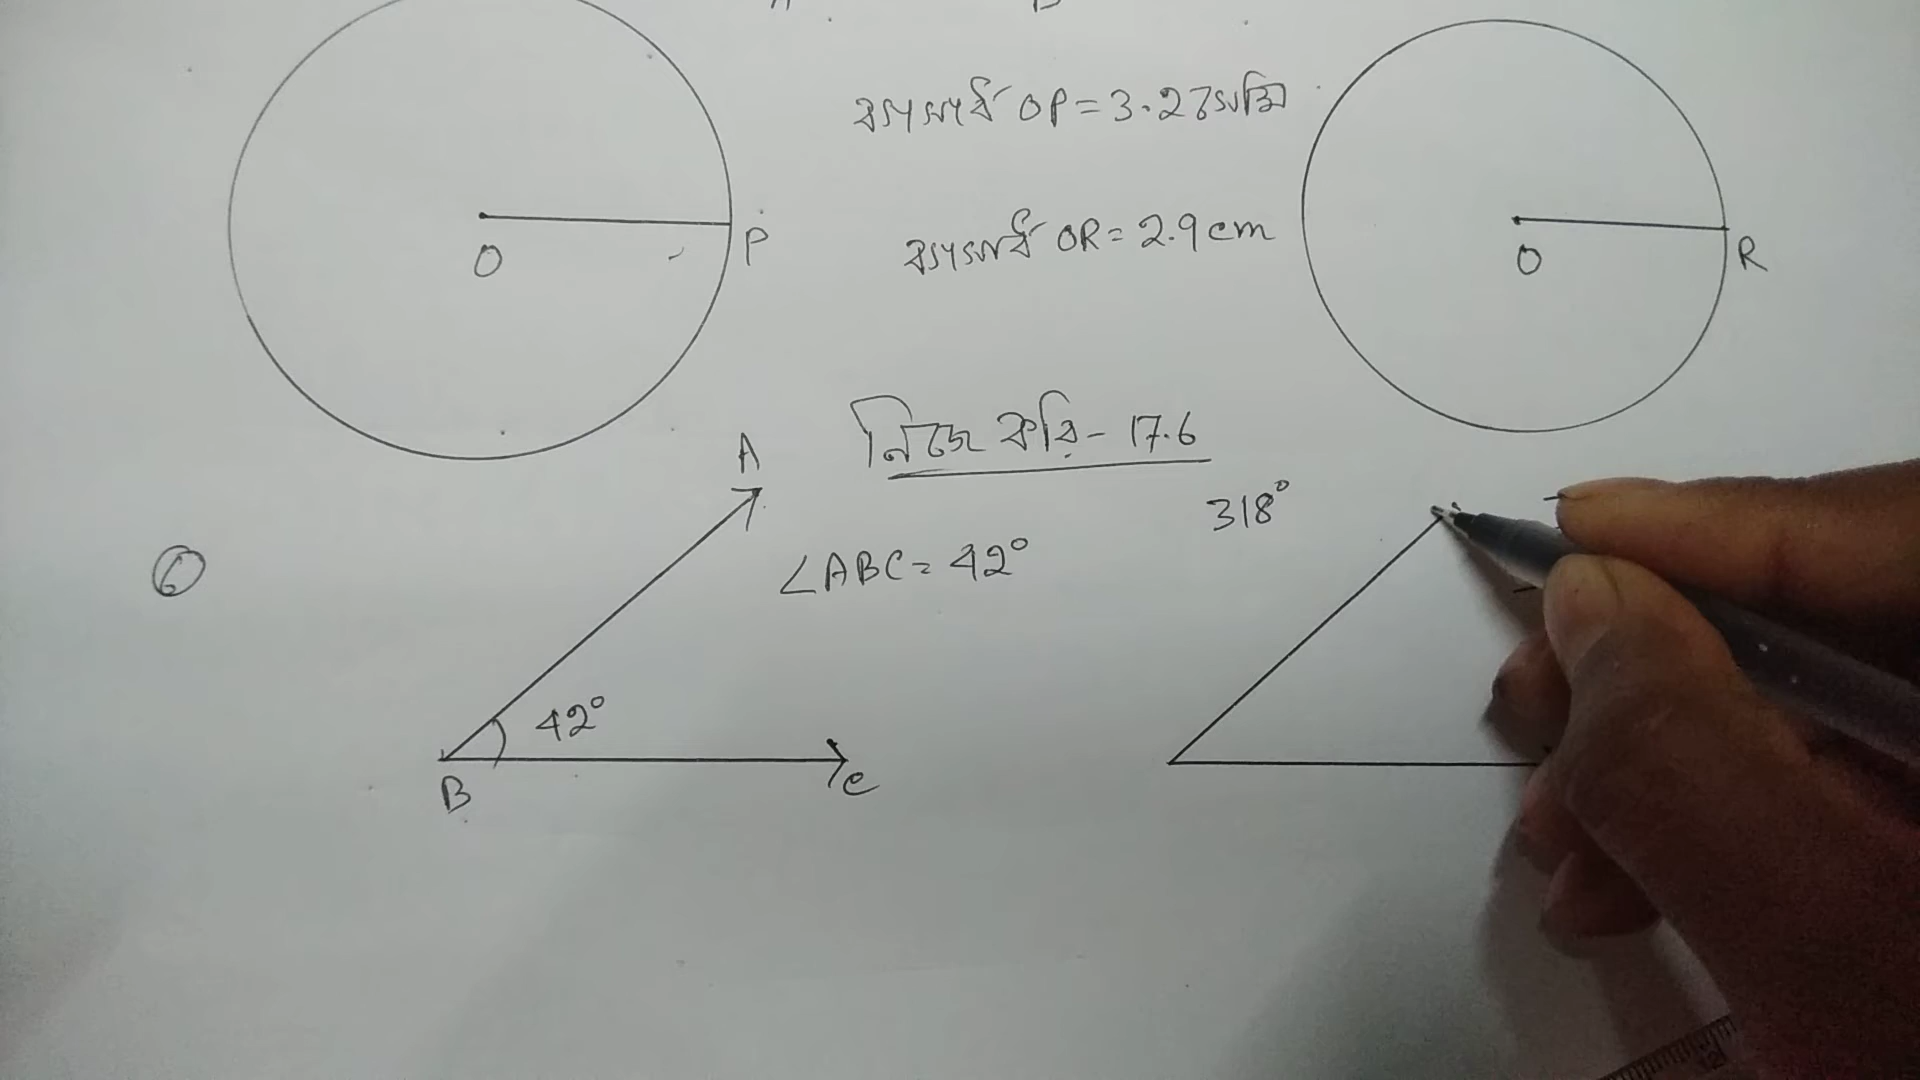 ব্যাসার্ধ OP = 3.2 সেমি
O
P
ব্যাসার্ধ OR = 2.9 cm
O
R
নিজে করি - 17.6
A
318°
6
∠ABC = 42°
42°
B
C